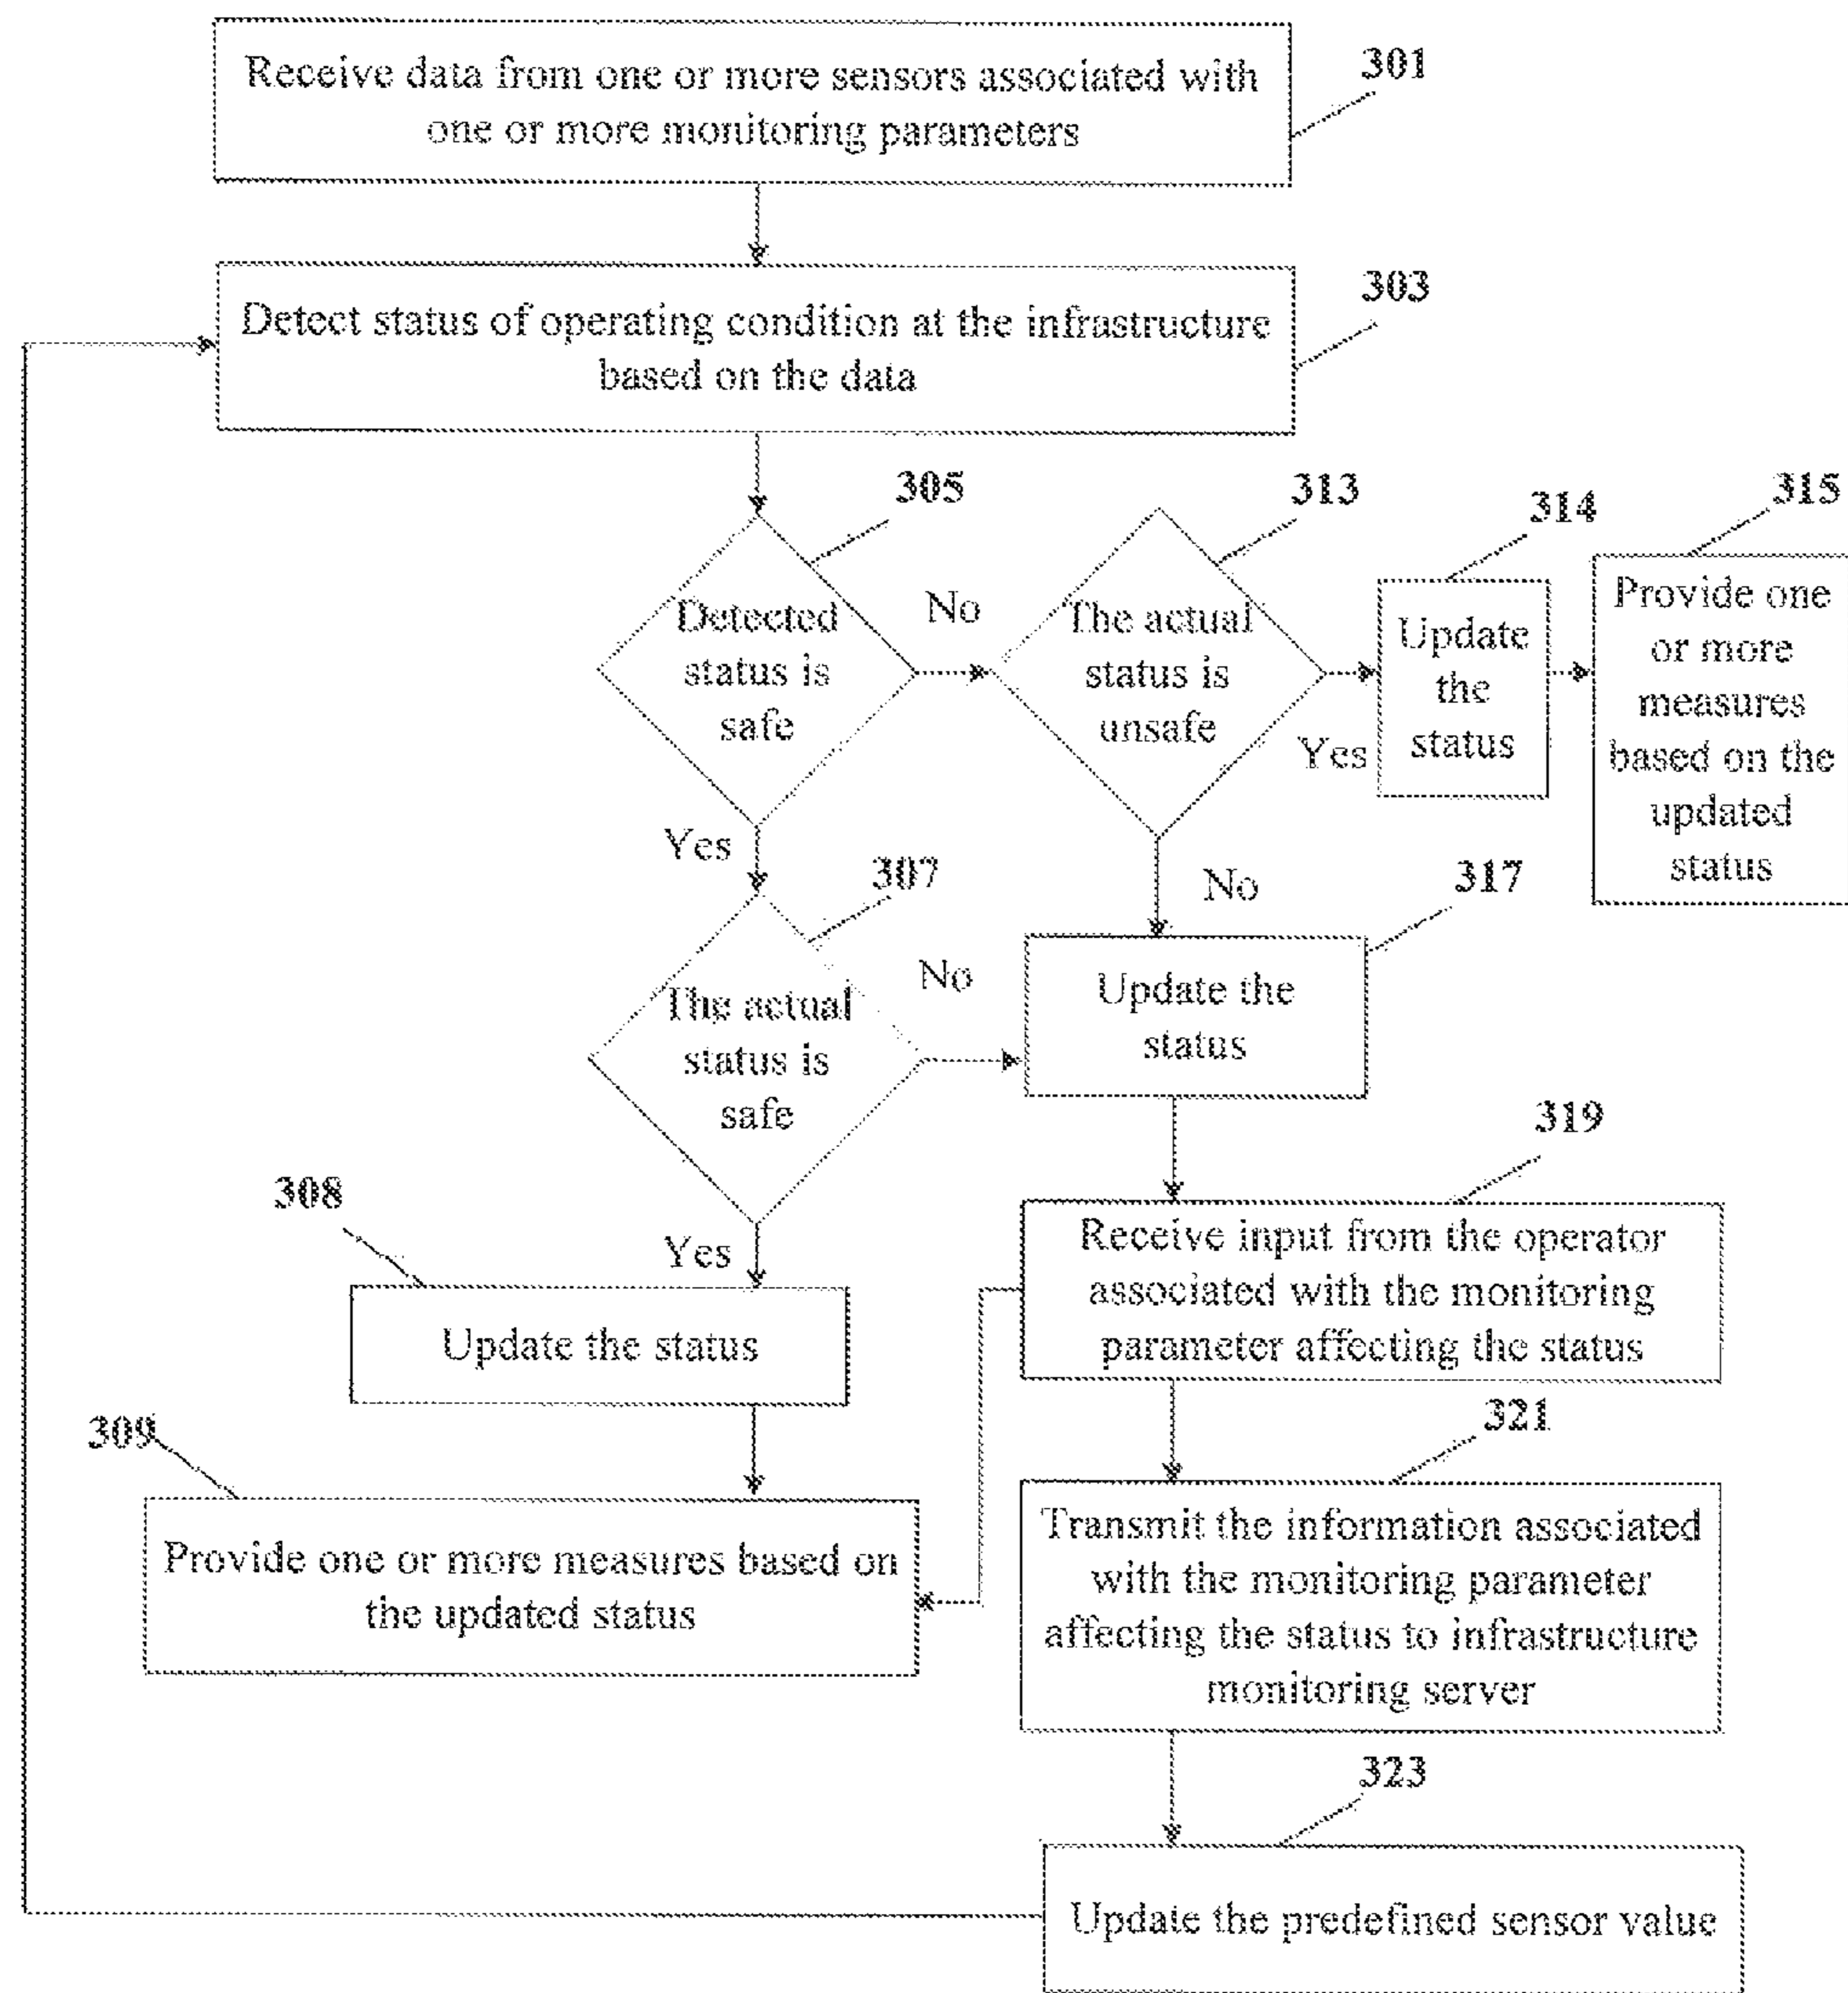 Receive data from one or more sensors associated with
one or more monitoring parameters
301
Detect status of operating condition at the infrastructure
based on the data
303
305
313
314
315
Detected
status is
safe
No
The actual
status is
unsafe
Yes
Update
the
status
Provide one
or more
measures
based on the
updated
status
Yes
307
No
317
The actual
status is
safe
No
Update the
status
319
308
Yes
Receive input from the operator
associated with the monitoring
parameter affecting the status
Update the status
321
309
Provide one or more measures based on
the updated status
Transmit the information associated
with the monitoring parameter
affecting the status to infrastructure
monitoring server
323
Update the predefined sensor value